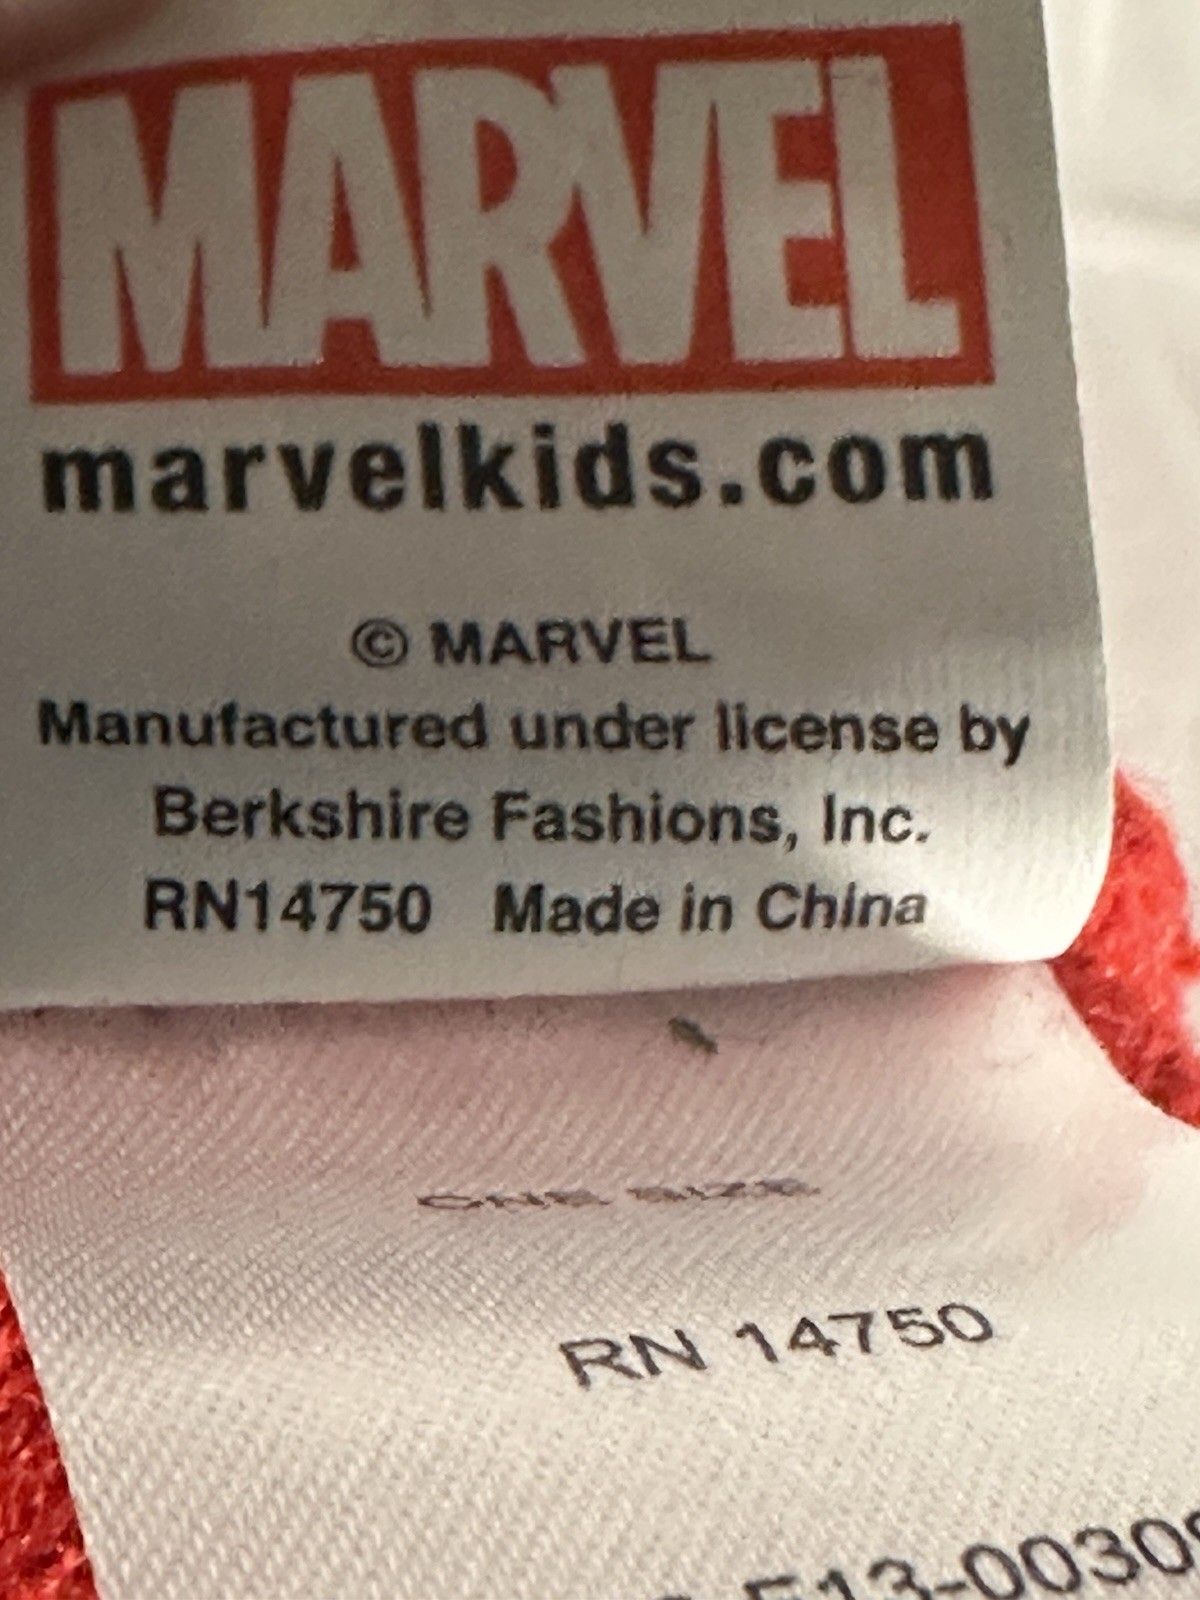 MARVEL
marvelkids.com
© MARVEL
Manufactured under license by
Berkshire Fashions, Inc.
RN14750 Made in China
ONE SIZE
RN 14750